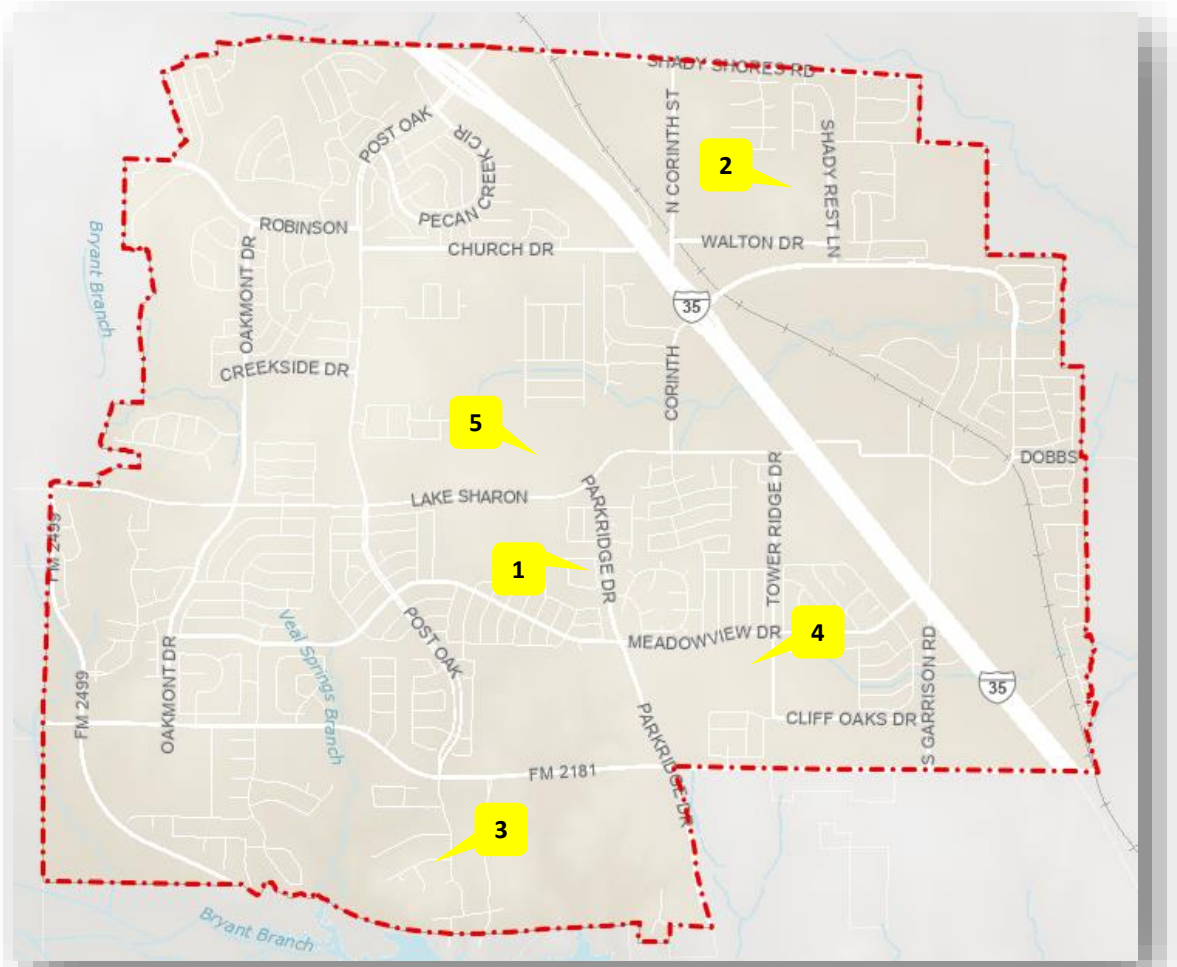 SHADY SHORES RD
POST OAK
PECAN CREEK CIR
N CORINTH ST
2
SHADY REST LN
ROBINSON
CHURCH DR
WALTON DR
Bryant Branch
OAKMONT DR
35
CREEKSIDE DR
CORINTH
5
DOBBS
LAKE SHARON
PARKRIDGE DR
TOWER RIDGE DR
FM 2499
1
Veal Springs Branch
POST OAK
MEADOWVIEW DR
4
OAKMONT DR
FM 2499
S GARRISON RD
35
CLIFF OAKS DR
PARKRIDGE DR
FM 2181
3
Bryant Branch